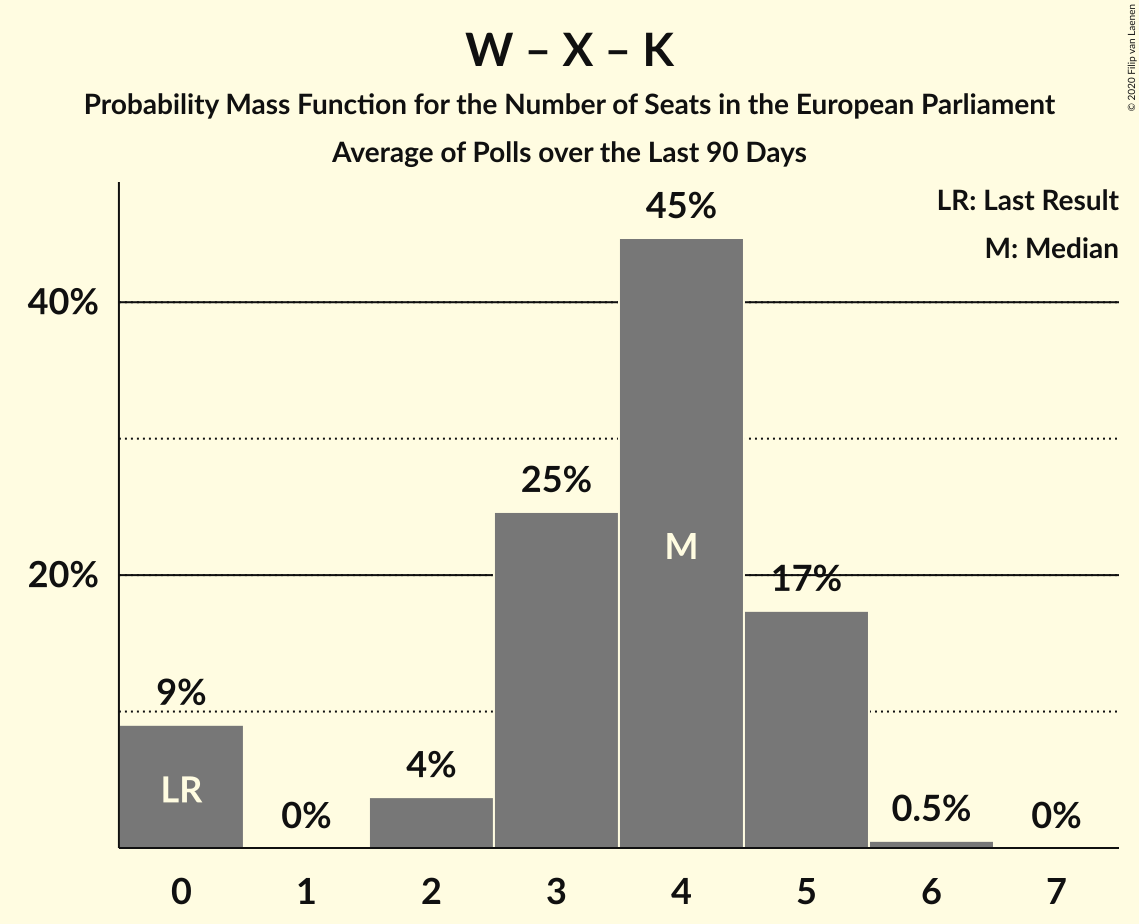 W – X – K
Probability Mass Function for the Number of Seats in the European Parliament
Average of Polls over the Last 90 Days
© 2020 Filip van Laenen
LR: Last Result
M: Median
45%
40%
25%
M
20%
17%
9%
LR
4%
0%
0.5%
0%
0 1 2 3 4 5 6 7